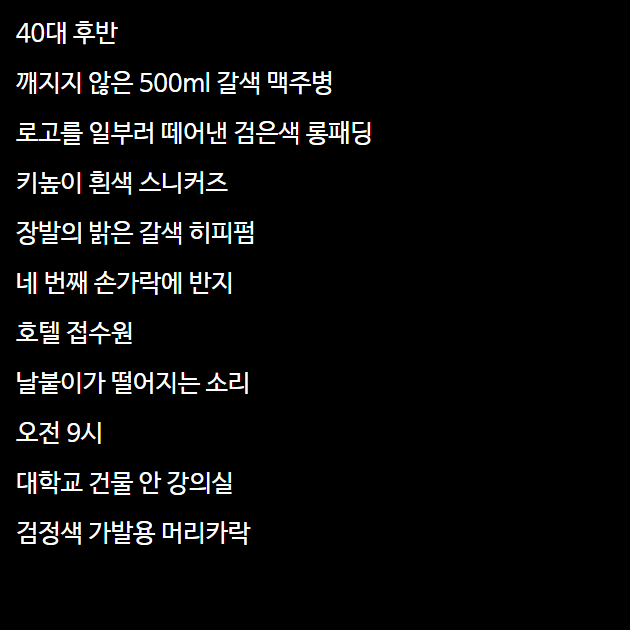 40대 후반
깨지지 않은 500ml 갈색 맥주병
로고를 일부러 떼어낸 검은색 롱패딩
키높이 흰색 스니커즈
장발의 밝은 갈색 히피펌
네 번째 손가락에 반지
호텔 접수원
날붙이가 떨어지는 소리
오전 9시
대학교 건물 안 강의실
검정색 가발용 머리카락